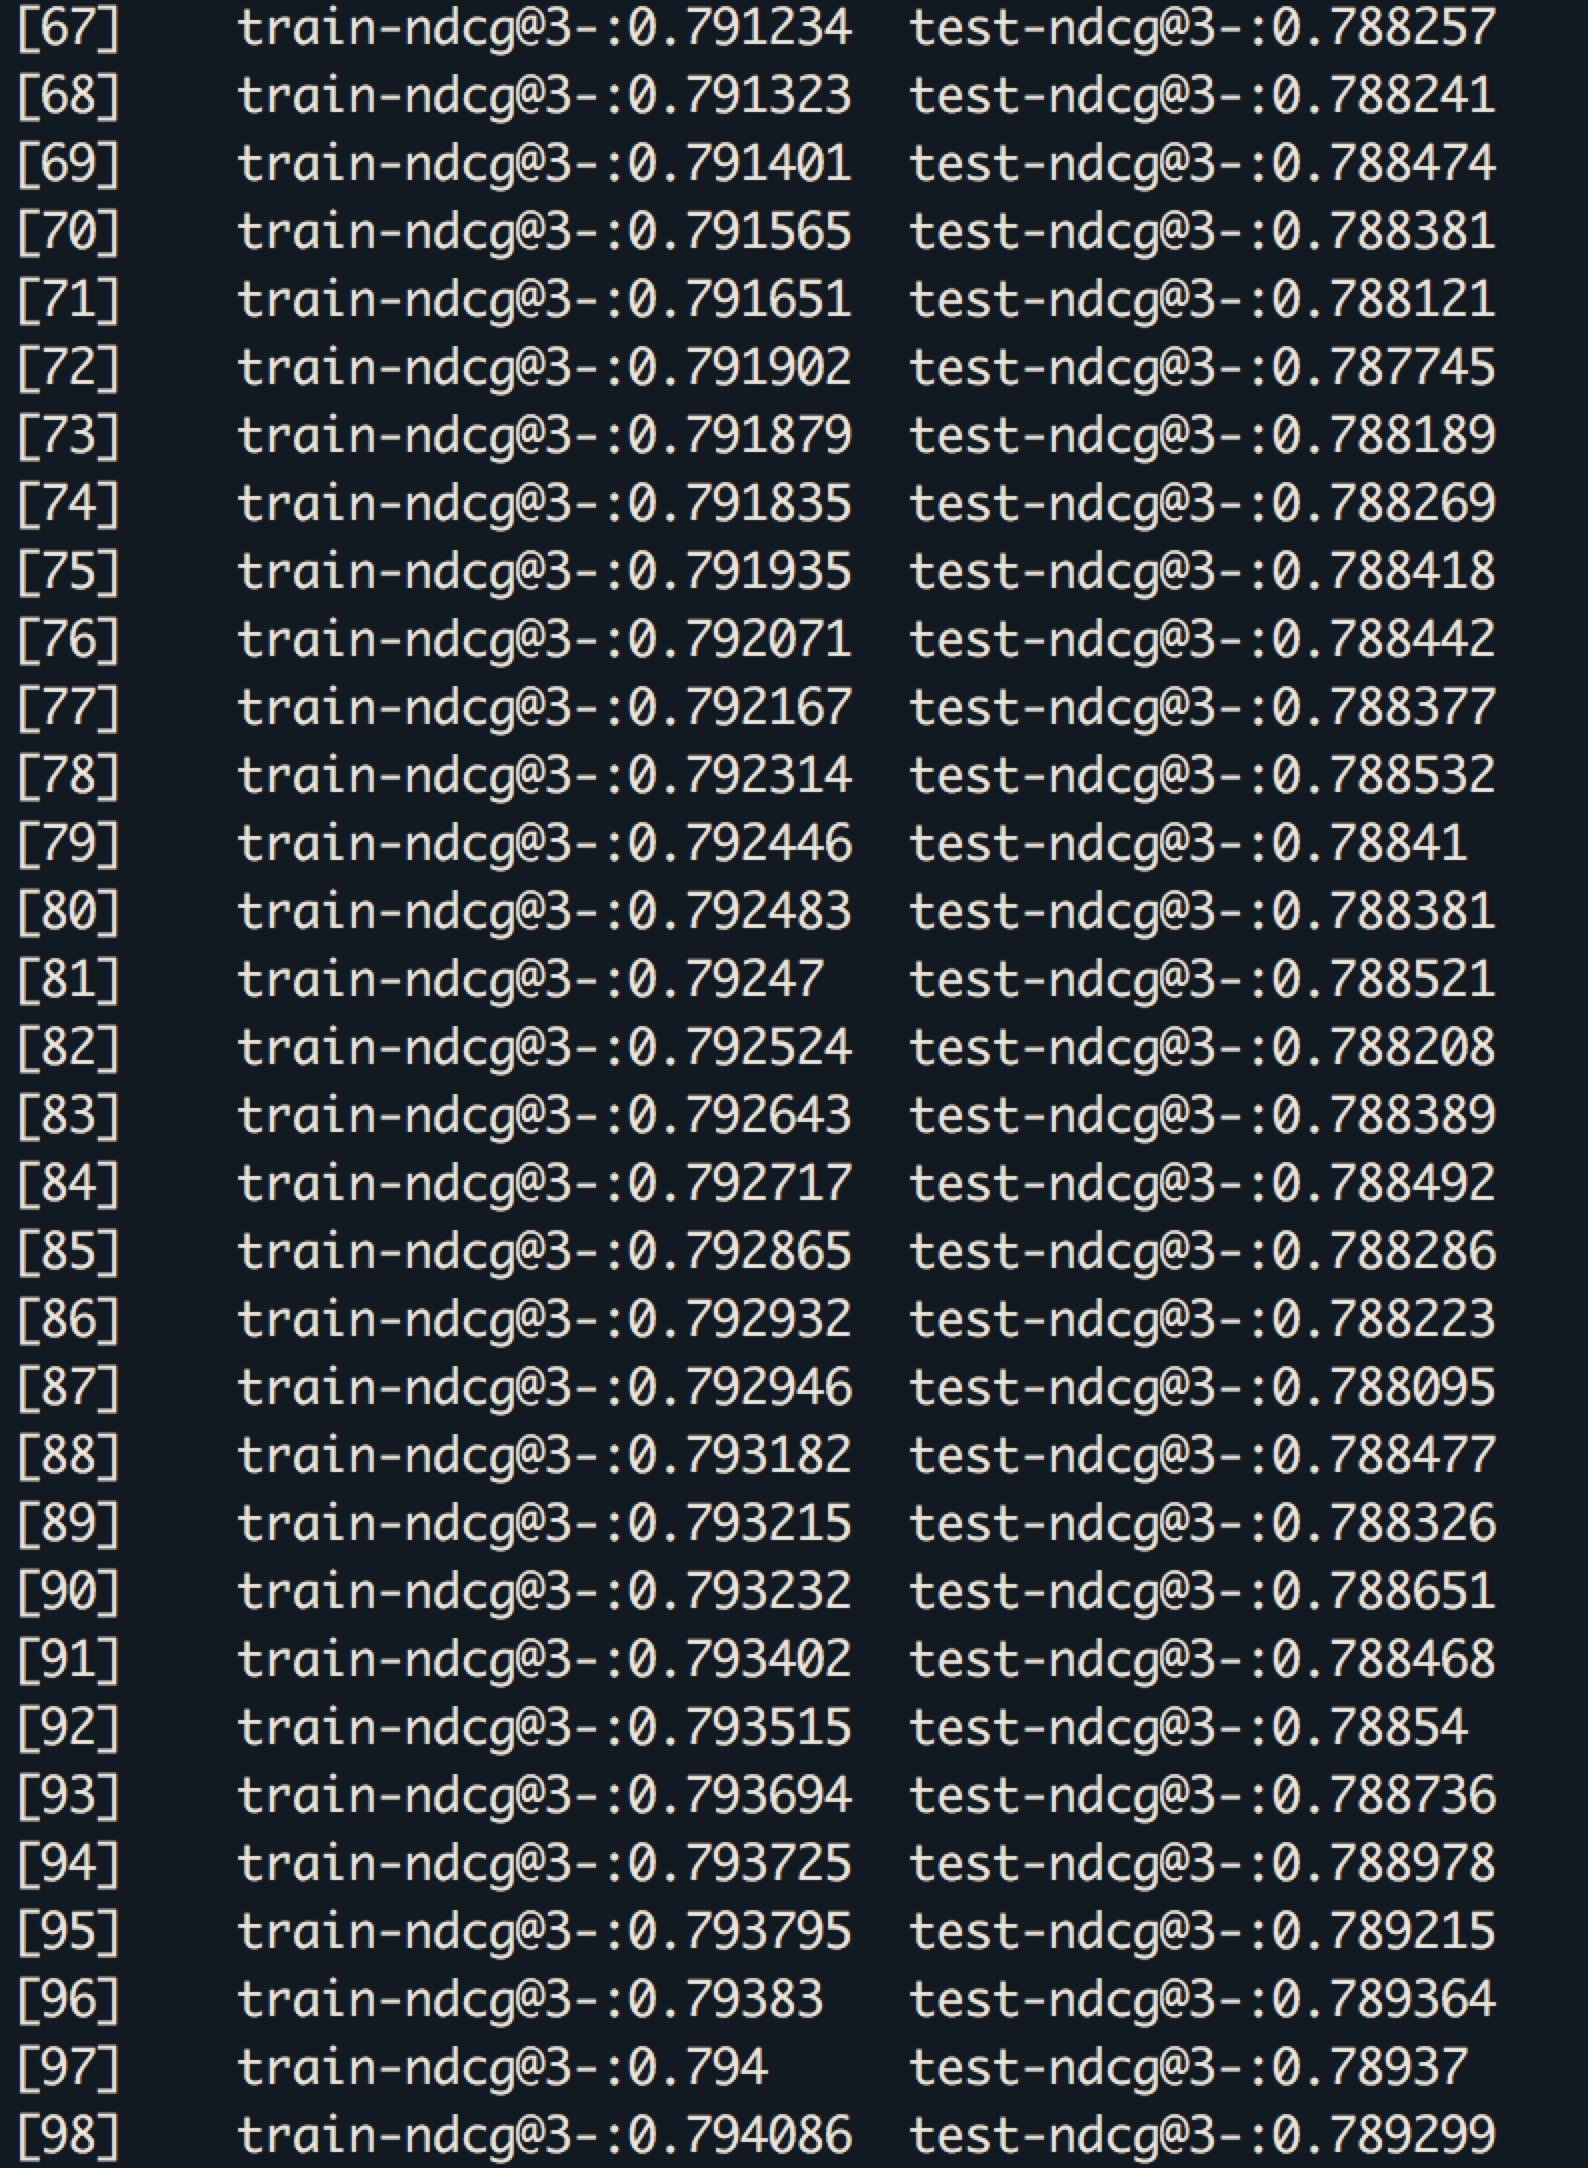 [67] train-ndcg@3-:0.791234 test-ndcg@3-:0.788257
[68] train-ndcg@3-:0.791323 test-ndcg@3-:0.788241
[69] train-ndcg@3-:0.791401 test-ndcg@3-:0.788474
[70] train-ndcg@3-:0.791565 test-ndcg@3-:0.788381
[71] train-ndcg@3-:0.791651 test-ndcg@3-:0.788121
[72] train-ndcg@3-:0.791902 test-ndcg@3-:0.787745
[73] train-ndcg@3-:0.791879 test-ndcg@3-:0.788189
[74] train-ndcg@3-:0.791835 test-ndcg@3-:0.788269
[75] train-ndcg@3-:0.791935 test-ndcg@3-:0.788418
[76] train-ndcg@3-:0.792071 test-ndcg@3-:0.788442
[77] train-ndcg@3-:0.792167 test-ndcg@3-:0.788377
[78] train-ndcg@3-:0.792314 test-ndcg@3-:0.788532
[79] train-ndcg@3-:0.792446 test-ndcg@3-:0.78841
[80] train-ndcg@3-:0.792483 test-ndcg@3-:0.788381
[81] train-ndcg@3-:0.79247 test-ndcg@3-:0.788521
[82] train-ndcg@3-:0.792524 test-ndcg@3-:0.788208
[83] train-ndcg@3-:0.792643 test-ndcg@3-:0.788389
[84] train-ndcg@3-:0.792717 test-ndcg@3-:0.788492
[85] train-ndcg@3-:0.792865 test-ndcg@3-:0.788286
[86] train-ndcg@3-:0.792932 test-ndcg@3-:0.788223
[87] train-ndcg@3-:0.792946 test-ndcg@3-:0.788095
[88] train-ndcg@3-:0.793182 test-ndcg@3-:0.788477
[89] train-ndcg@3-:0.793215 test-ndcg@3-:0.788326
[90] train-ndcg@3-:0.793232 test-ndcg@3-:0.788651
[91] train-ndcg@3-:0.793402 test-ndcg@3-:0.788468
[92] train-ndcg@3-:0.793515 test-ndcg@3-:0.78854
[93] train-ndcg@3-:0.793694 test-ndcg@3-:0.788736
[94] train-ndcg@3-:0.793725 test-ndcg@3-:0.788978
[95] train-ndcg@3-:0.793795 test-ndcg@3-:0.789215
[96] train-ndcg@3-:0.79383 test-ndcg@3-:0.789364
[97] train-ndcg@3-:0.794 test-ndcg@3-:0.78937
[98] train-ndcg@3-:0.794086 test-ndcg@3-:0.789299